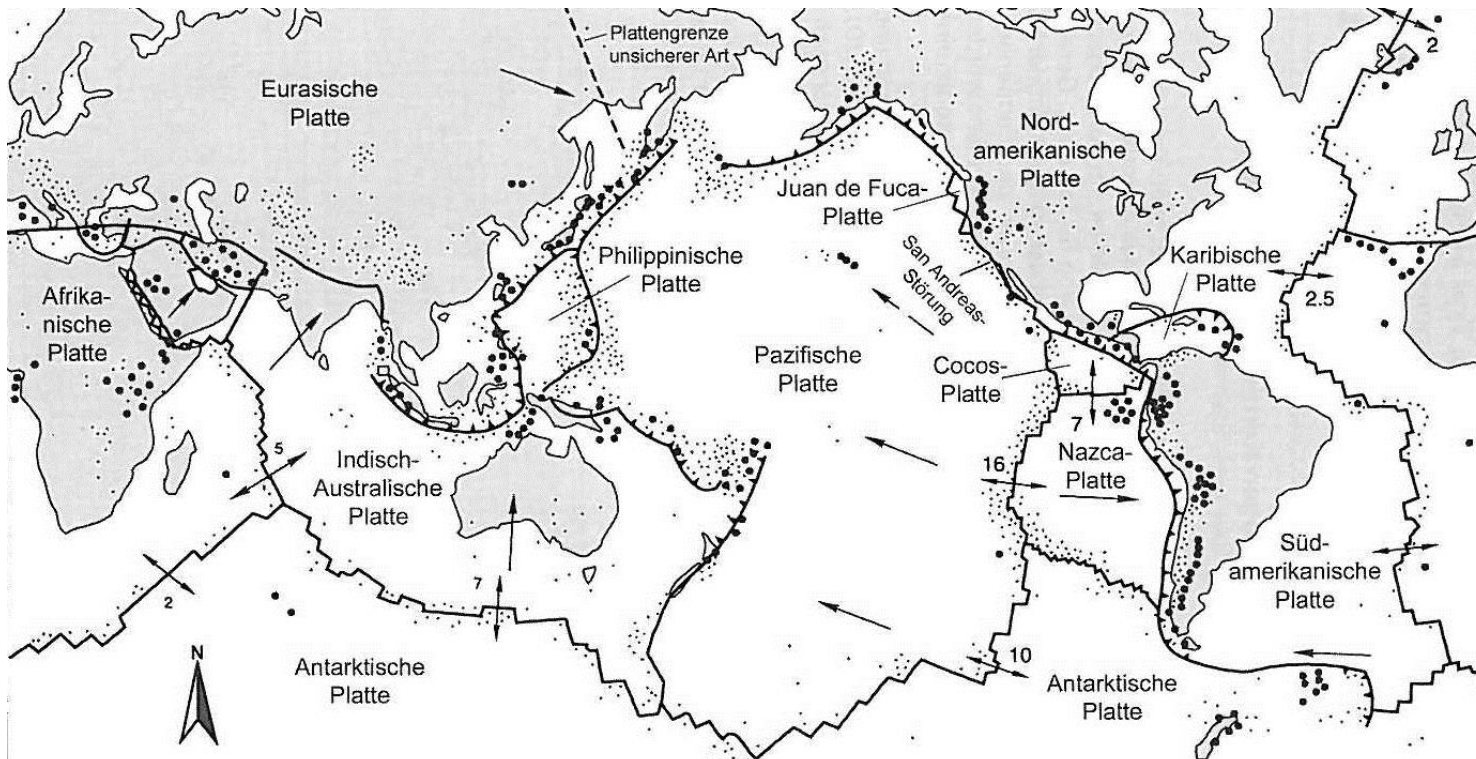 Plattengrenze
unsicherer Art
2
Eurasische
Platte
Nord-
amerikanische
Platte
Juan de Fuca-
Platte
Philippinische
Platte
San Andreas-
Störung
Karibische
Platte
2.5
Afrika-
nische
Platte
Pazifische
Platte
Cocos-
Platte
7
Nazca-
Platte
16
5
Indisch-
Australische
Platte
Süd-
amerikanische
Platte
2
7
N
Antarktische
Platte
10
Antarktische
Platte